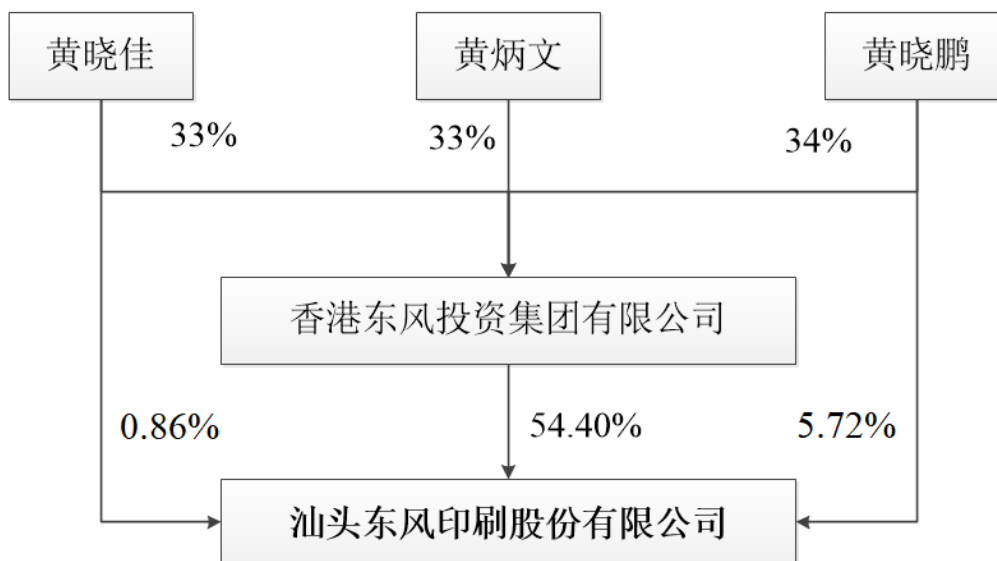 黄晓佳
黄炳文
黄晓鹏
33%
33%
34%
香港东风投资集团有限公司
0.86%
54.40%
5.72%
汕头东风印刷股份有限公司